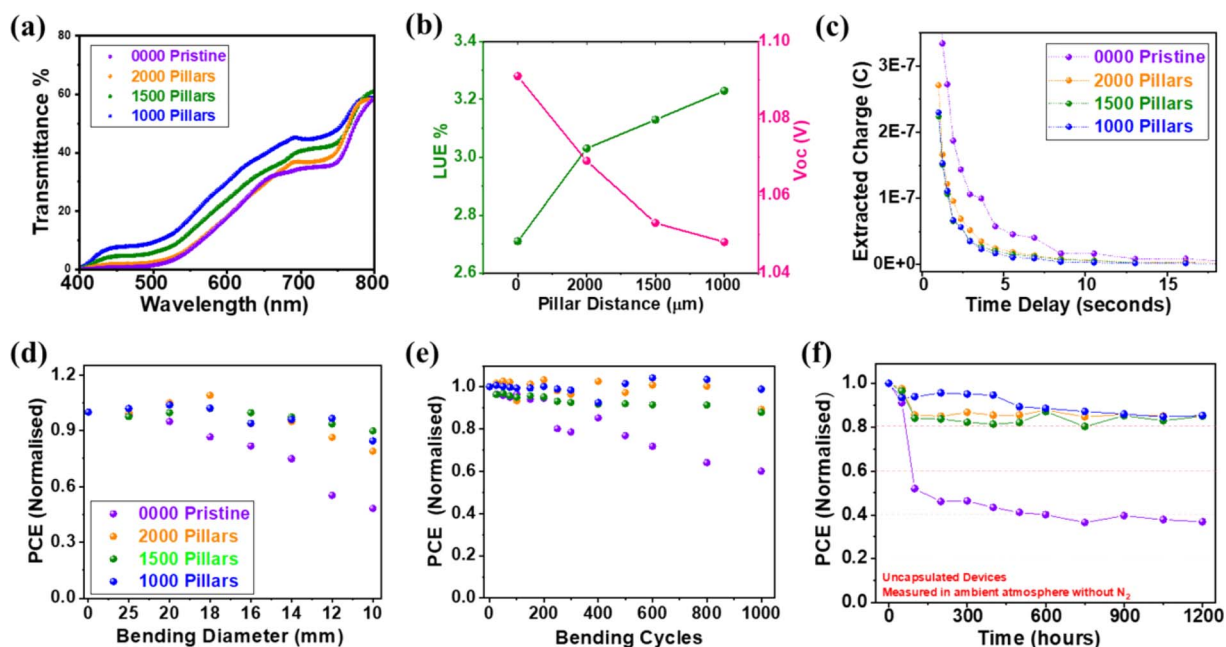 (a)
Transmittance %
80
60
40
20
0
0000 Pristine
2000 Pillars
1500 Pillars
1000 Pillars
400
500
600
700
800
Wavelength (nm)
(b)
LUE %
3.4
3.2
3.0
2.8
2.6
0
2000
1500
1000
Pillar Distance (μm)
1.10
1.08
1.06
1.04
Voc (V)
(c)
Extracted Charge (C)
3E-7
2E-7
1E-7
0E+0
0000 Pristine
2000 Pillars
1500 Pillars
1000 Pillars
0
5
10
15
Time Delay (seconds)
(d)
PCE (Normalised)
1.2
0.9
0.6
0.3
0.0
0000 Pristine
2000 Pillars
1500 Pillars
1000 Pillars
0
25
20
18
16
14
12
10
Bending Diameter (mm)
(e)
PCE (Normalised)
1.0
0.8
0.6
0.4
0.2
0.0
0
200
400
600
800
1000
Bending Cycles
(f)
PCE (Normalised)
1.0
0.8
0.6
0.4
0.2
0.0
Uncapsulated Devices
Measured in ambient atmosphere without N₂
0
300
600
900
1200
Time (hours)